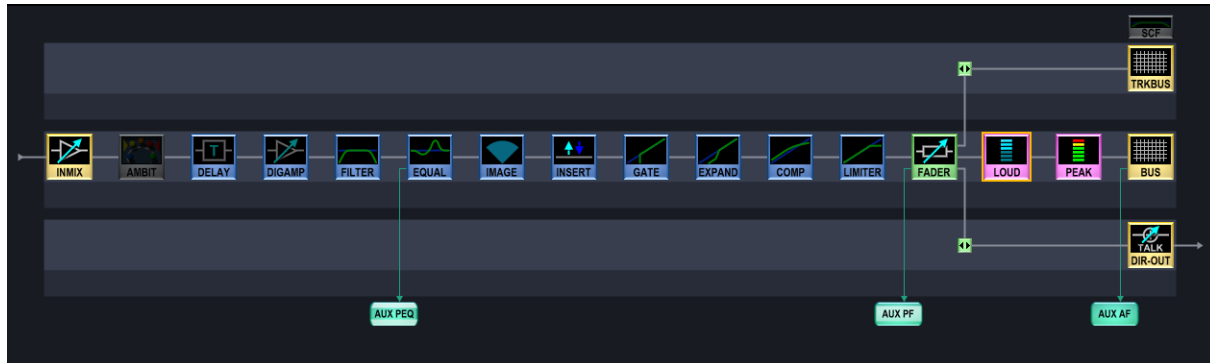 SCF
TRKBUS
INMIX
AMBIT
T
DELAY
DIGAMP
FILTER
EQUAL
IMAGE
INSERT
GATE
EXPAND
COMP
LIMITER
FADER
LOUD
PEAK
BUS
TALK
DIR-OUT
AUX PEQ
AUX PF
AUX AF